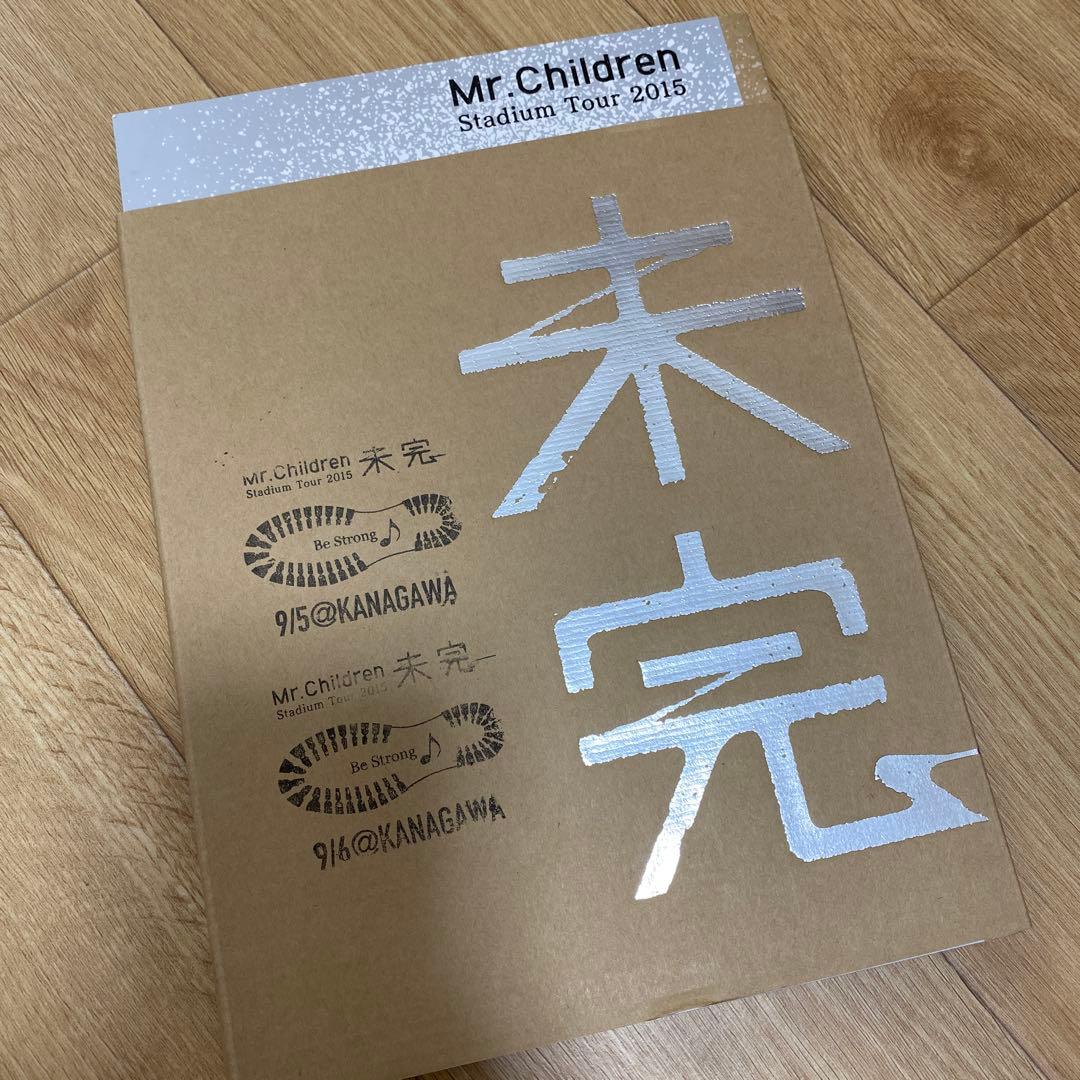 Mr.Children
Stadium Tour 2015
未完
Mr.Children 未完
Stadium Tour 2015
Be Strong
9/5@KANAGAWA
Mr.Children 未完
Stadium Tour 2015
Be Strong
9/6@KANAGAWA